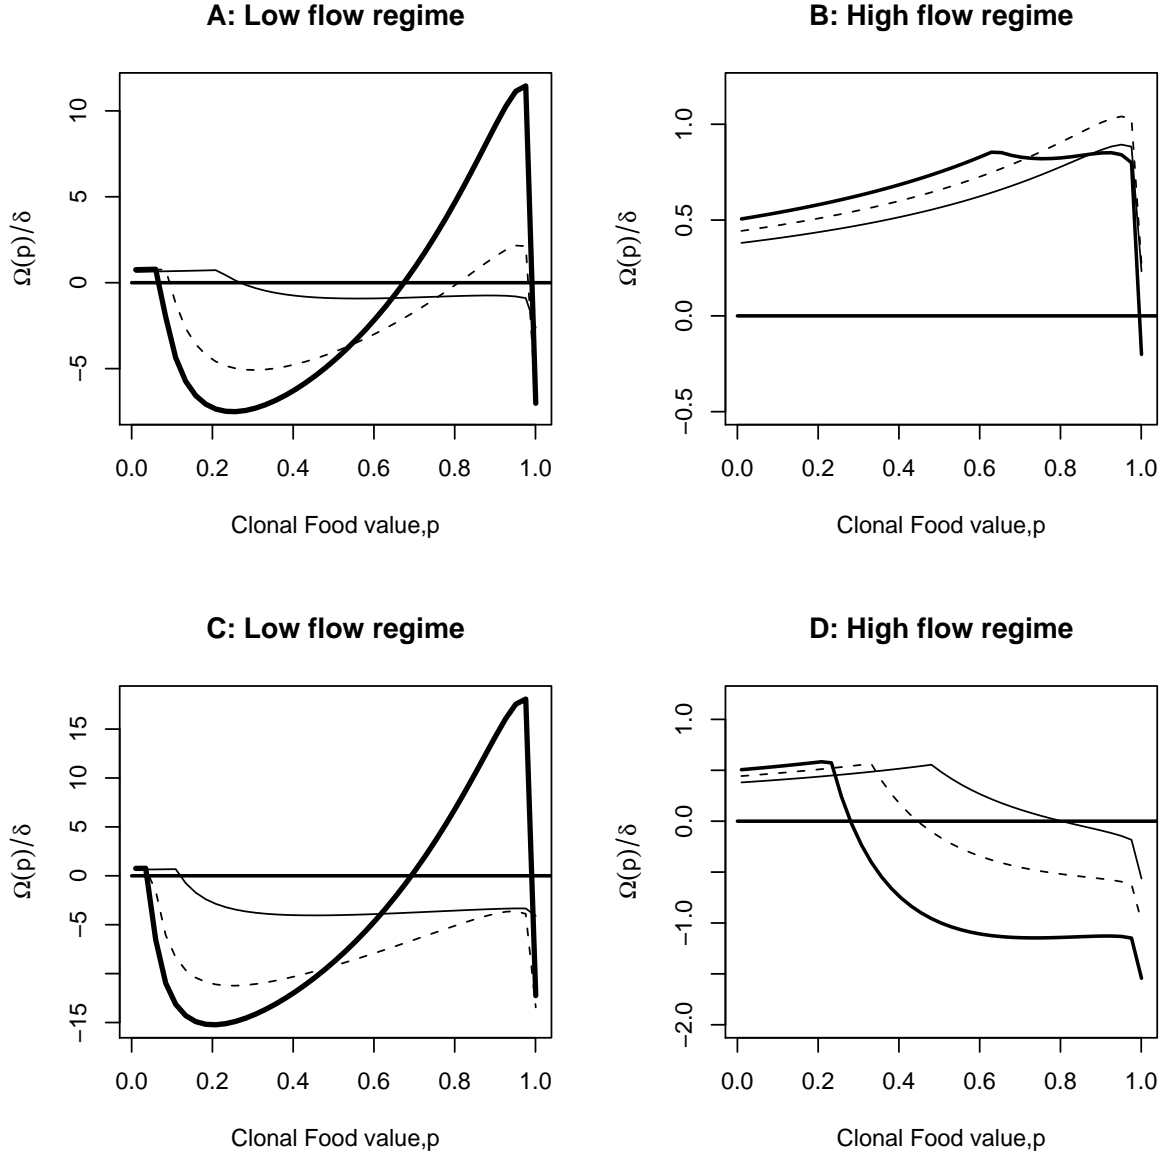 A: Low flow regime
B: High flow regime
Ω(p)/δ
10
5
0
−5
0.0 0.2 0.4 0.6 0.8 1.0
Clonal Food value,p
Ω(p)/δ
1.0
0.5
0.0
−0.5
0.0 0.2 0.4 0.6 0.8 1.0
Clonal Food value,p
C: Low flow regime
D: High flow regime
Ω(p)/δ
15
10
5
0
−5
−15
0.0 0.2 0.4 0.6 0.8 1.0
Clonal Food value,p
Ω(p)/δ
1.0
0.0
−1.0
−2.0
0.0 0.2 0.4 0.6 0.8 1.0
Clonal Food value,p